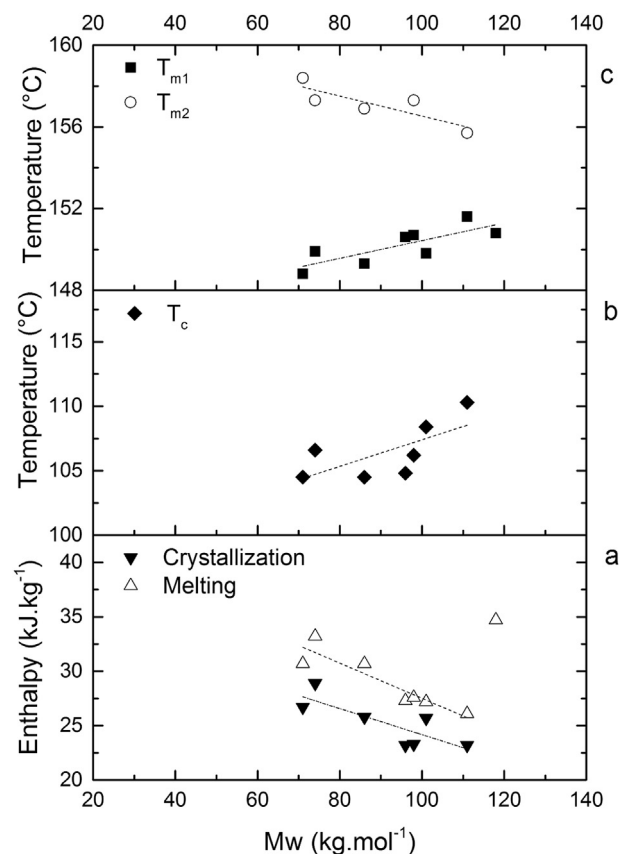 20 40 60 80 100 120 140
160
156
152
148
Temperature (°C)
Tm1
Tm2
c
115
110
105
100
Temperature (°C)
Tc
b
40
35
30
25
20
Enthalpy (kJ.kg-1)
Crystallization
Melting
a
20 40 60 80 100 120 140
Mw (kg.mol-1)